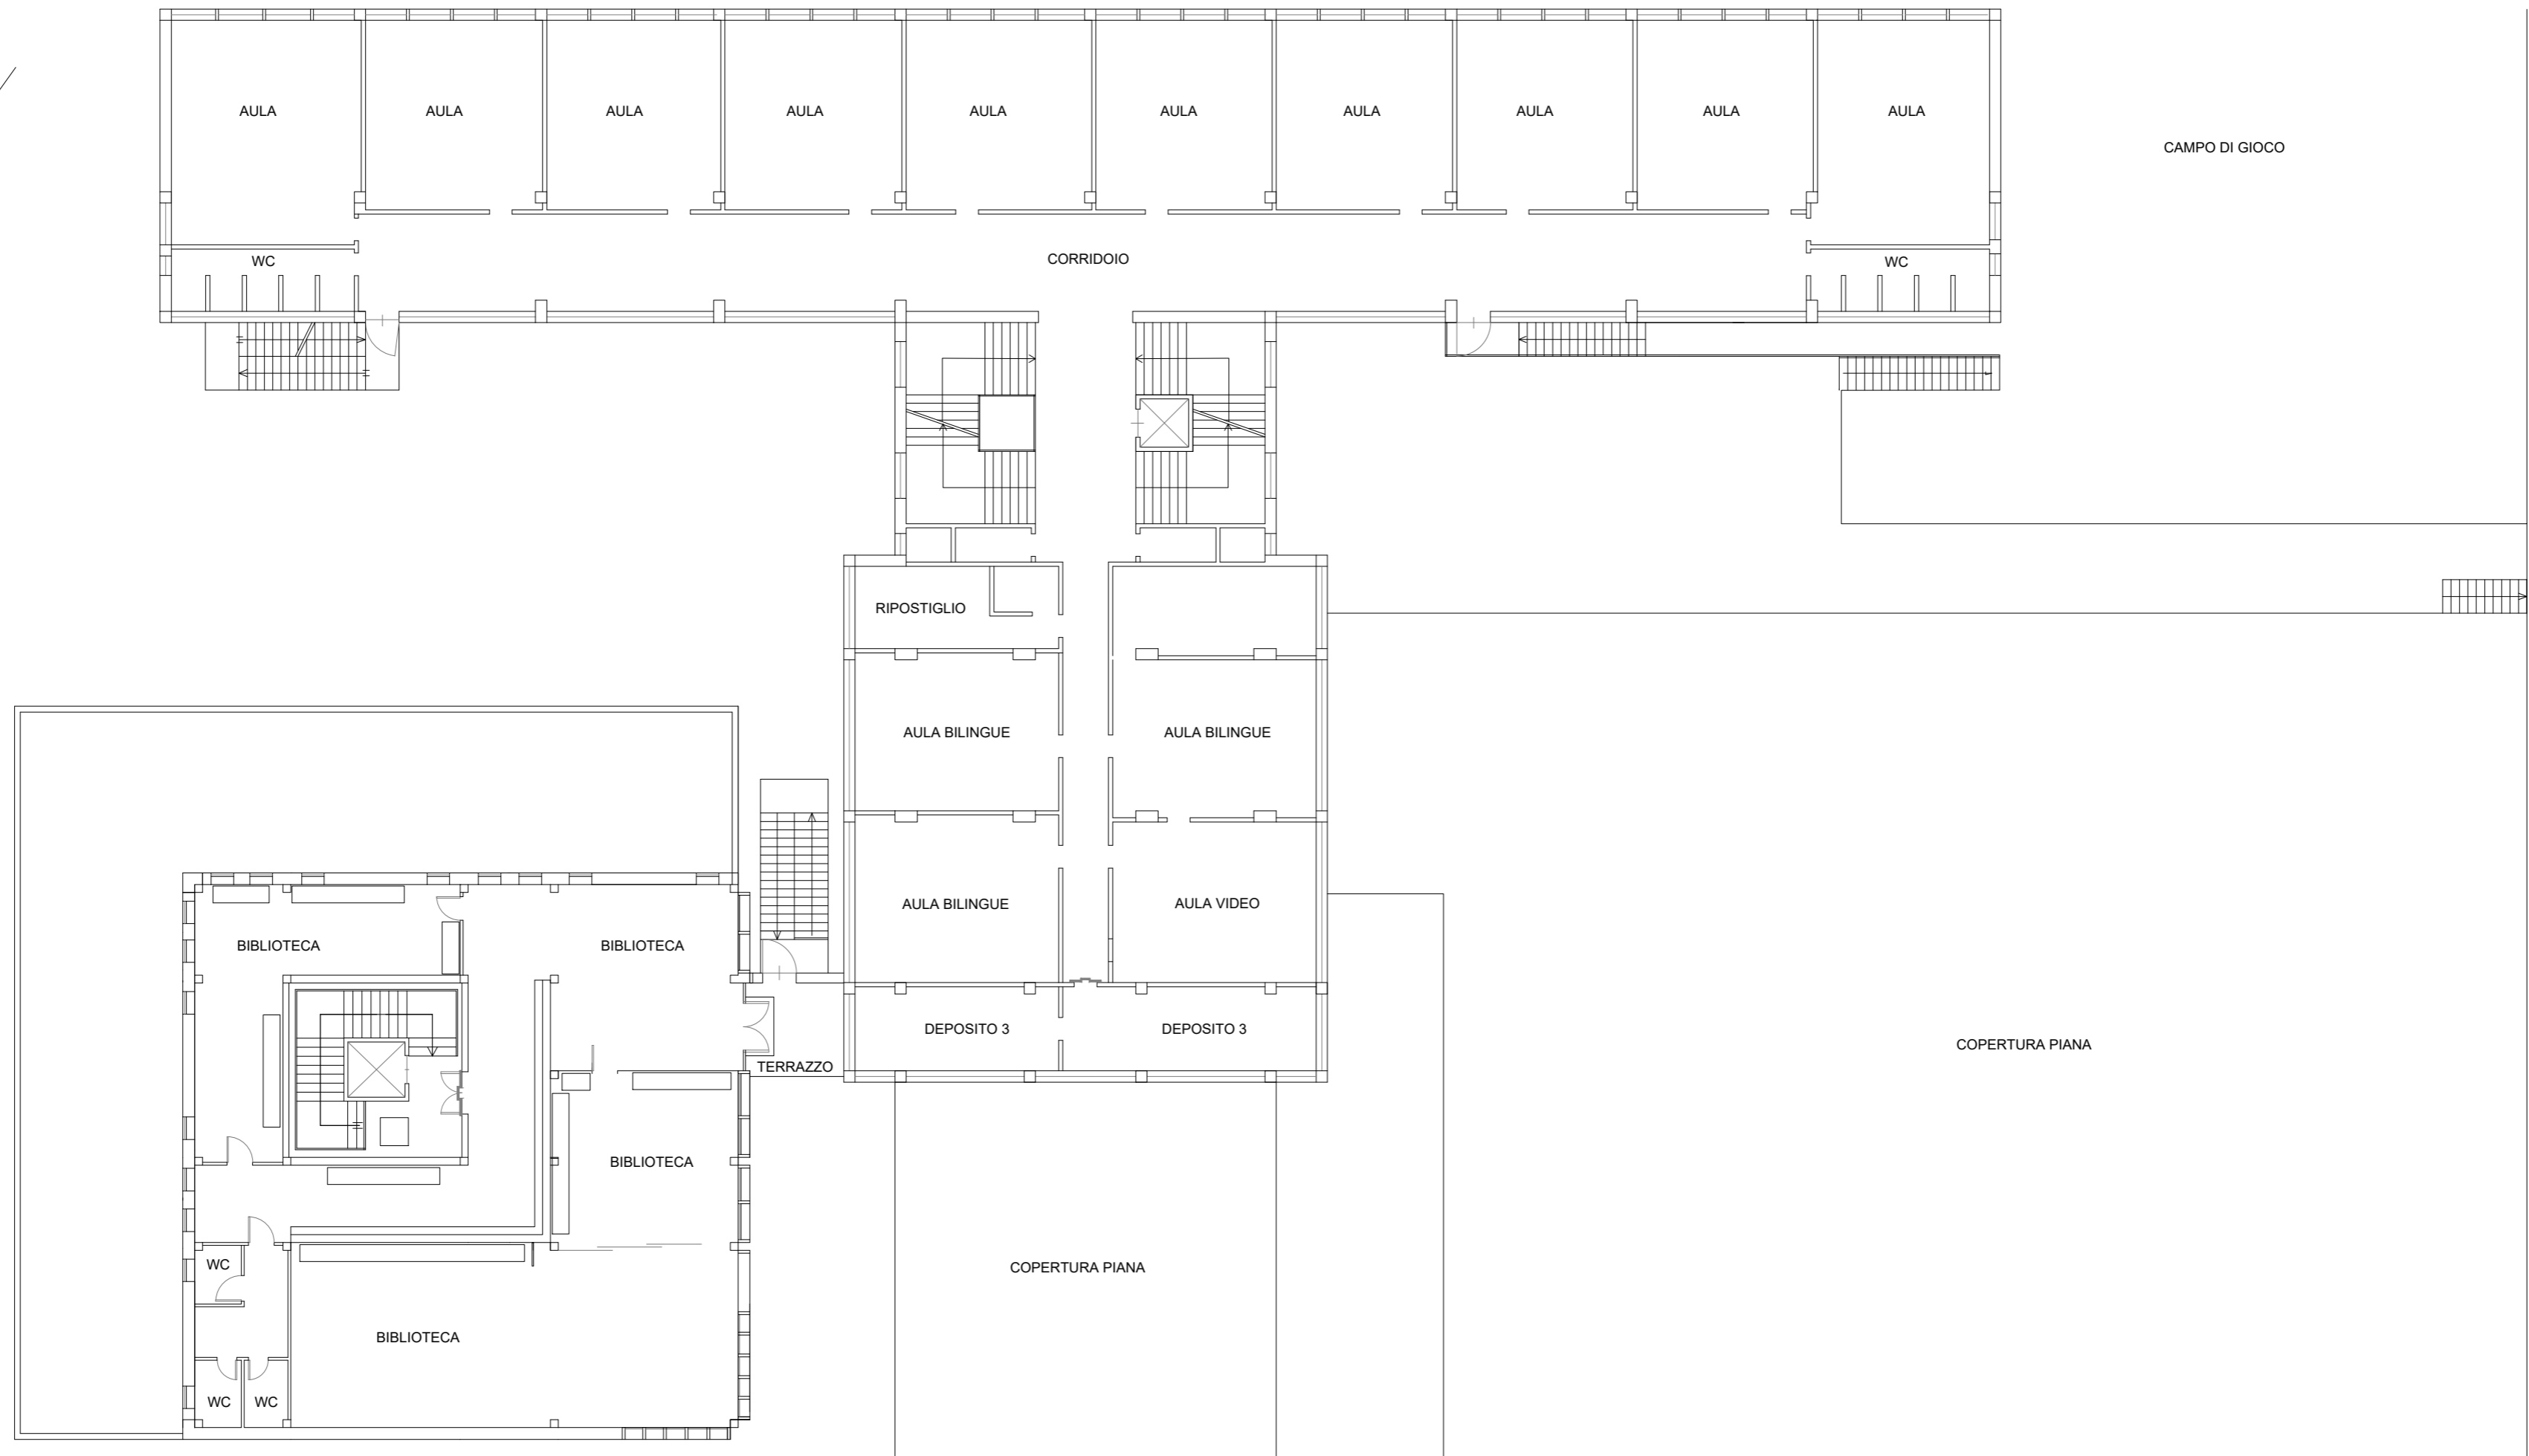 AULA
AULA
AULA
AULA
AULA
AULA
AULA
AULA
AULA
AULA
CAMPO DI GIOCO
WC
CORRIDOIO
WC
RIPOSTIGLIO
AULA BILINGUE
AULA BILINGUE
AULA BILINGUE
AULA VIDEO
BIBLIOTECA
BIBLIOTECA
DEPOSITO 3
DEPOSITO 3
COPERTURA PIANA
TERRAZZO
BIBLIOTECA
WC
COPERTURA PIANA
BIBLIOTECA
WC
WC